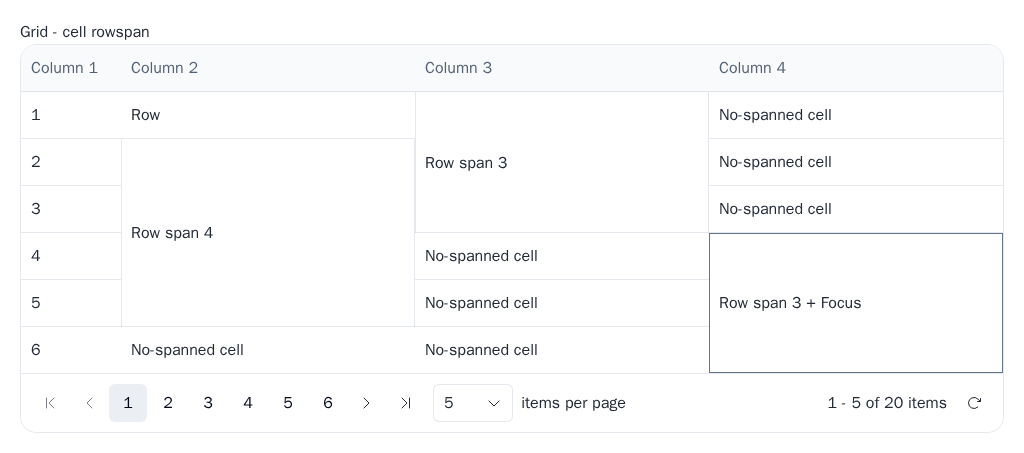 Grid - cell rowspan
Column 1 Column 2 Column 3 Column 4
1 Row No-spanned cell
2 Row span 3 No-spanned cell
3 No-spanned cell
Row span 4
4 No-spanned cell
5 No-spanned cell Row span 3 + Focus
6 No-spanned cell No-spanned cell
1 2 3 4 5 6 5 items per page 1 - 5 of 20 items